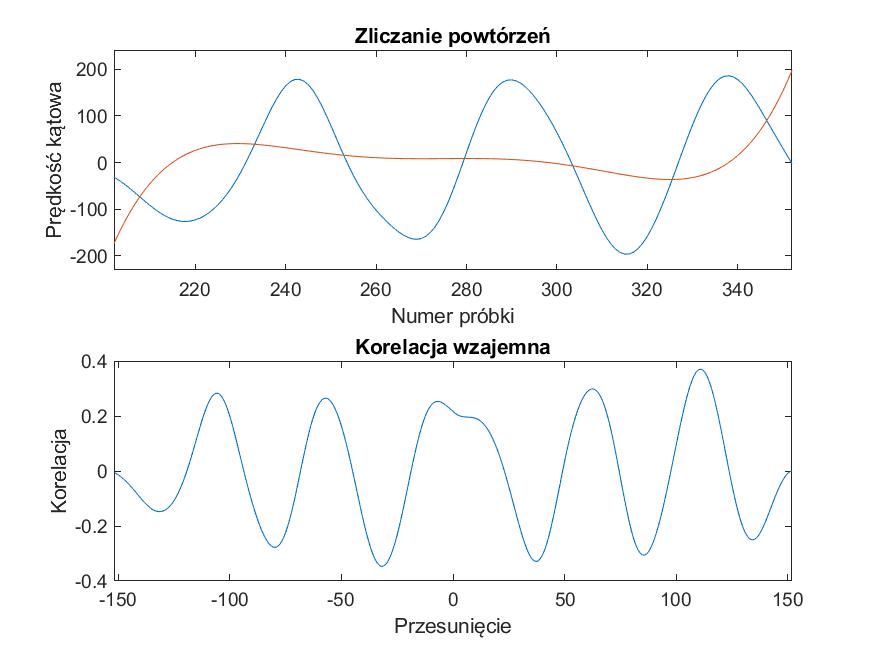 Zliczanie powtórzeń
200
100
0
-100
-200
Prędkość kątowa
220 240 260 280 300 320 340
Numer próbki
Korelacja wzajemna
0.4
0.2
0
-0.2
-0.4
Korelacja
-150 -100 -50 0 50 100 150
Przesunięcie